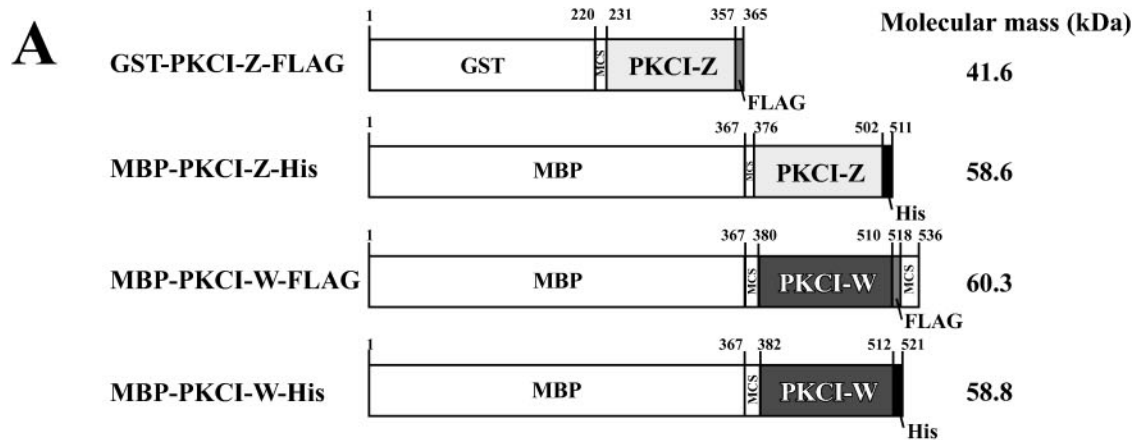 A
Molecular mass (kDa)
1 220 231 357 365
GST-PKCI-Z-FLAG GST MCS PKCI-Z 41.6
FLAG
1 367 376 502 511
MBP-PKCI-Z-His MBP MCS PKCI-Z 58.6
His
1 367 380 510 518 536
MBP-PKCI-W-FLAG MBP MCS PKCI-W MCS 60.3
FLAG
1 367 382 512 521
MBP-PKCI-W-His MBP MCS PKCI-W 58.8
His